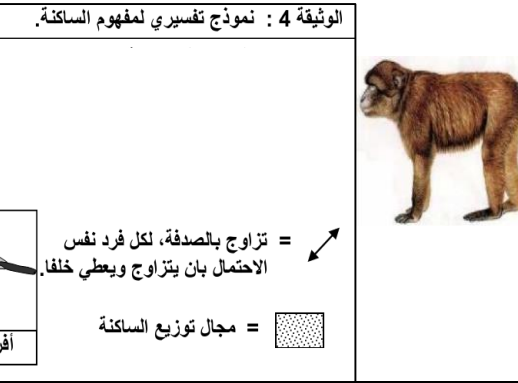 الوثيقة 4 : نموذج تفسيري لمفهوم الساكنة.
= تزاوج بالصدفة، لكل فرد نفس
الاحتمال بان يتزاوج ويعطي خلفا.
= مجال توزيع الساكنة